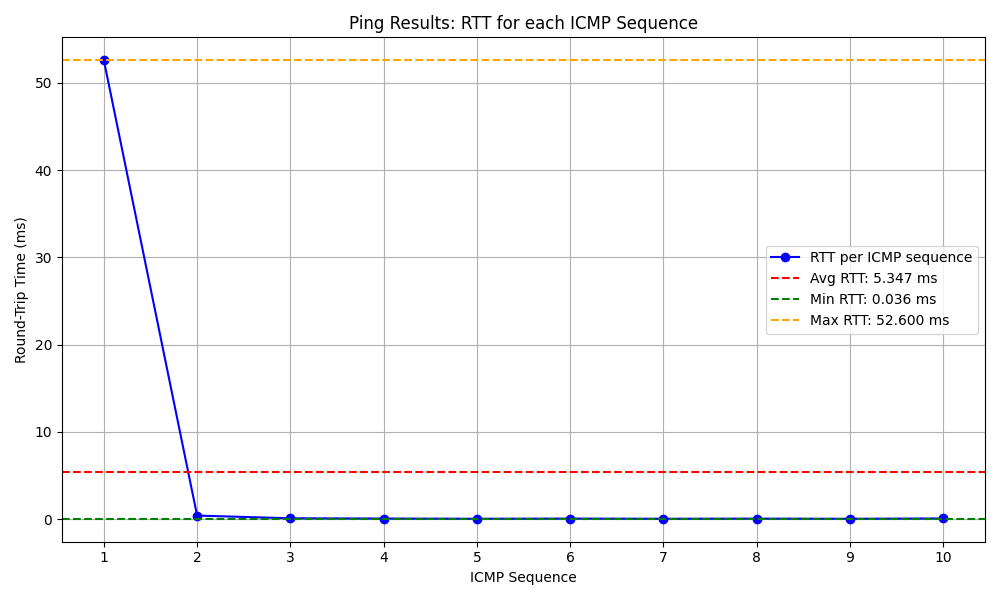 Ping Results: RTT for each ICMP Sequence
Round-Trip Time (ms)
50
40
30
20
10
0
RTT per ICMP sequence
Avg RTT: 5.347 ms
Min RTT: 0.036 ms
Max RTT: 52.600 ms
1 2 3 4 5 6 7 8 9 10
ICMP Sequence